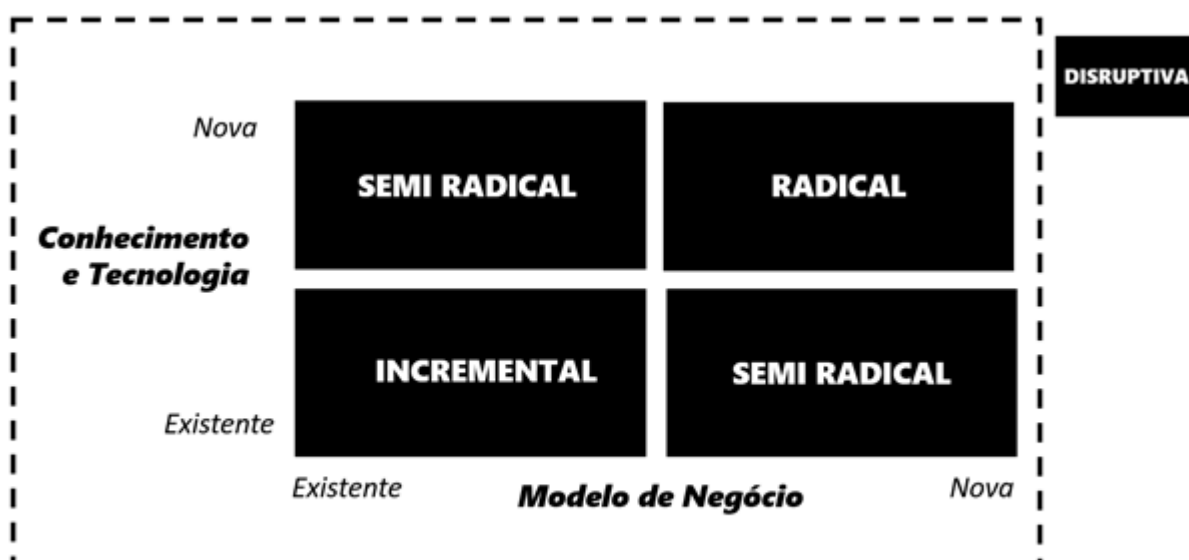 DISRUPTIVA
Nova
SEMI RADICAL
RADICAL
Conhecimento
e Tecnologia
INCREMENTAL
SEMI RADICAL
Existente
Existente
Modelo de Negócio
Nova